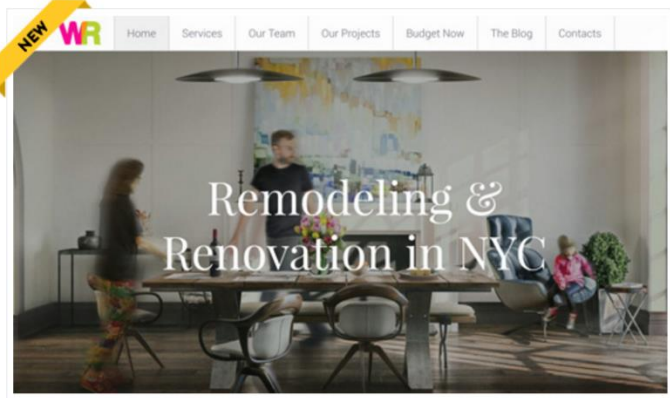 NEW
WR
Home Services Our Team Our Projects Budget Now The Blog Contacts
Remodeling &
Renovation in NYC